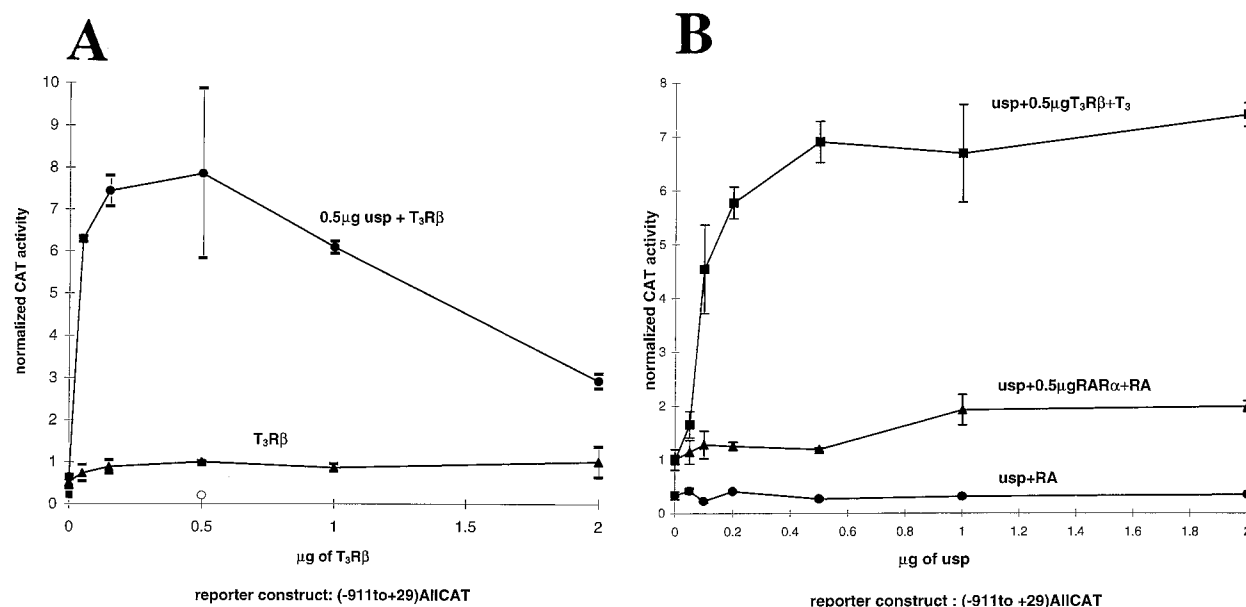 A
10
9
8
7
6
5
4
3
2
1
0
normalized CAT activity
0.5μg usp + T₃Rβ
T₃Rβ
0
0.5
1
1.5
2
μg of T₃Rβ
reporter construct: (-911to+29)AIICAT
B
8
7
6
5
4
3
2
1
0
normalized CAT activity
usp+0.5μgT₃Rβ+T₃
usp+0.5μgRARα+RA
usp+RA
0
0.2
0.4
0.6
0.8
1
1.2
1.4
1.6
1.8
2
μg of usp
reporter construct : (-911to +29)AIICAT